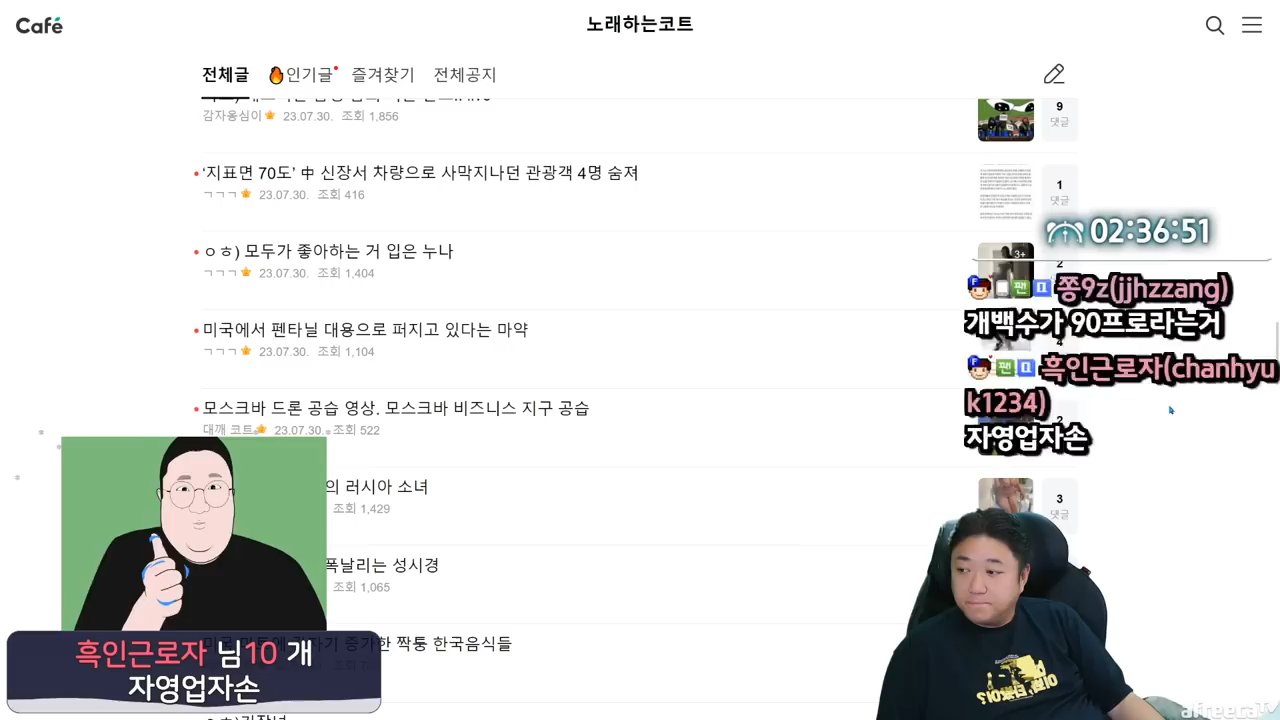 Café
노래하는코트
전체글
인기글
즐겨찾기
전체공지
감자옹심이 23.07.30. 조회 1,856
9
댓글
‘지표면 70도’ 中 신장서 차량으로 사막지나던 관광객 4명 숨져
ㄱㄱㄱ 23.07.30. 조회 416
1
댓글
02:36:51
ㅇㅎ) 모두가 좋아하는 거 입은 누나
ㄱㄱㄱ 23.07.30. 조회 1,404
3+
2
쫑9z(jjhzzang)
개백수가 90프로라는거
미국에서 펜타닐 대용으로 퍼지고 있다는 마약
ㄱㄱㄱ 23.07.30. 조회 1,104
4
팬 흑인근로자(chanhyu
k1234)
자영업자손
모스크바 드론 공습 영상. 모스크바 비즈니스 지구 공습
대깨 코트 23.07.30. 조회 522
2
의 러시아 소녀
조회 1,429
3
댓글
폭날리는 성시경
조회 1,065
한 짝퉁 한국음식들
흑인근로자 님10 개
자영업자손
afreecaTV